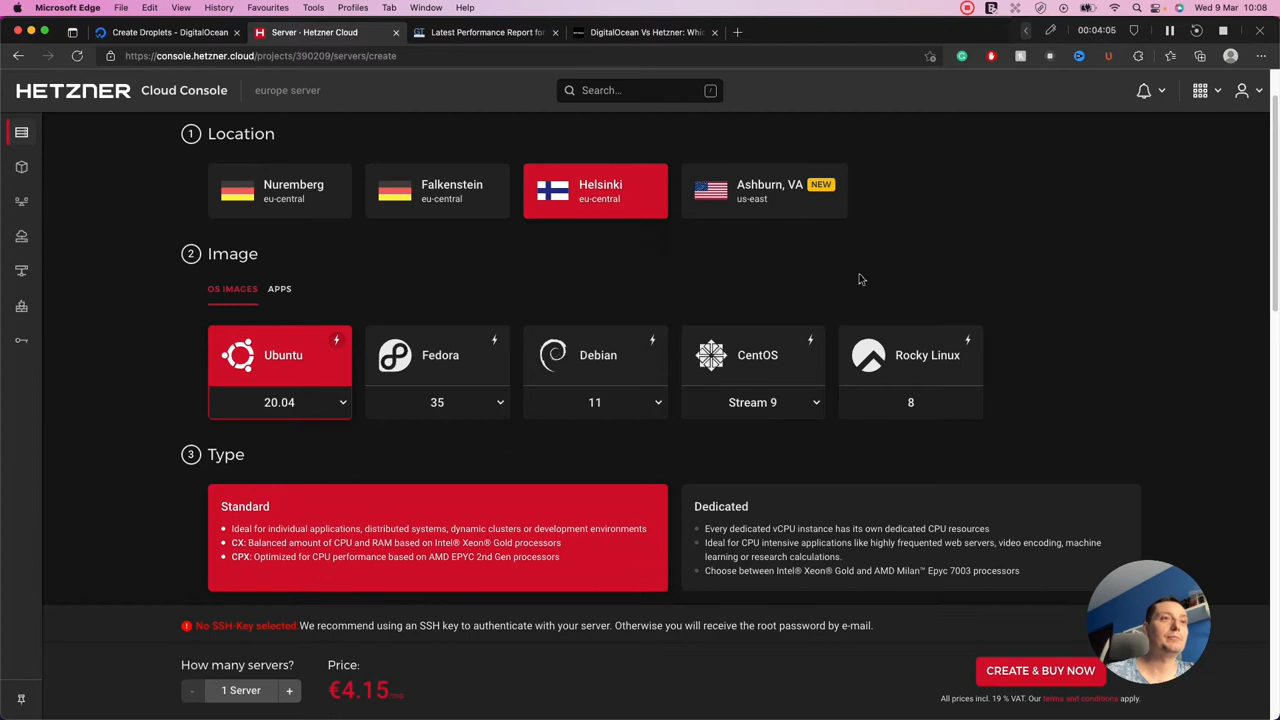 Microsoft Edge File Edit View History Favourites Tools Profiles Tab Window Help Wed 9 Mar 10:08
Create Droplets - DigitalOcean
Server · Hetzner Cloud
Latest Performance Report for
DigitalOcean Vs Hetzner: Whic
00:04:05
https://console.hetzner.cloud/projects/390209/servers/create
HETZNER Cloud Console europe server Search... /
1 Location
Nuremberg
eu-central
Falkenstein
eu-central
Helsinki
eu-central
Ashburn, VA NEW
us-east
2 Image
OS IMAGES APPS
Ubuntu Fedora Debian CentOS Rocky Linux
20.04 35 11 Stream 9 8
3 Type
Standard
• Ideal for individual applications, distributed systems, dynamic clusters or development environments
• CX: Balanced amount of CPU and RAM based on Intel® Xeon® Gold processors
• CPX: Optimized for CPU performance based on AMD EPYC 2nd Gen processors
Dedicated
• Every dedicated vCPU instance has its own dedicated CPU resources
• Ideal for CPU intensive applications like highly frequented web servers, video encoding, machine
learning or research calculations.
• Choose between Intel® Xeon® Gold and AMD Milan™ Epyc 7003 processors
No SSH-Key selected. We recommend using an SSH key to authenticate with your server. Otherwise you will receive the root password by e-mail.
How many servers? Price:
- 1 Server + €4.15
CREATE & BUY NOW
All prices incl. 19 % VAT. Our terms and conditions apply.